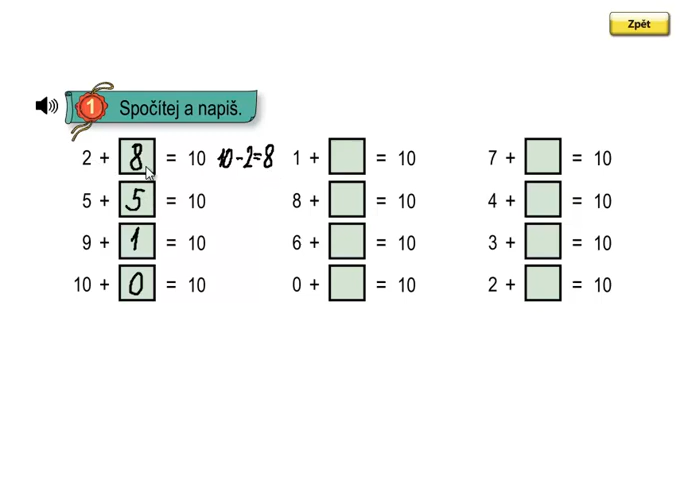 Zpět
1 Spočítej a napiš.
2 + 8 = 10 10-2=8 1 + = 10 7 + = 10
5 + 5 = 10 8 + = 10 4 + = 10
9 + 1 = 10 6 + = 10 3 + = 10
10 + 0 = 10 0 + = 10 2 + = 10